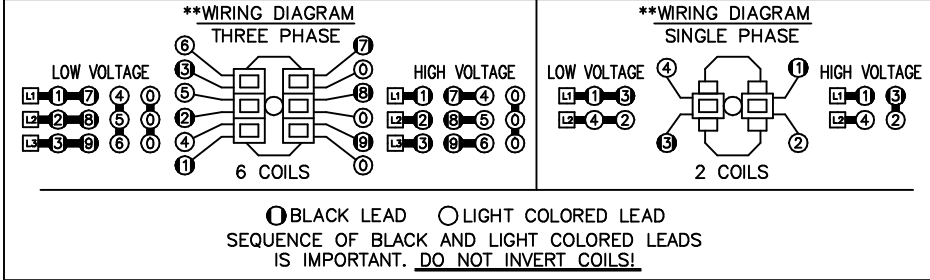 **WIRING DIAGRAM
THREE PHASE
LOW VOLTAGE
L1 1 7 4 0
L2 2 8 5 0
L3 3 9 6 0
6 7
3 0
5 8
2 0
4 9
1 0
6 COILS
HIGH VOLTAGE
L1 1 7 4 0
L2 2 8 5 0
L3 3 9 6 0
**WIRING DIAGRAM
SINGLE PHASE
LOW VOLTAGE
L1 1 3
L2 4 2
4 1
3 2
2 COILS
HIGH VOLTAGE
L1 1 3
L2 4 2
BLACK LEAD LIGHT COLORED LEAD
SEQUENCE OF BLACK AND LIGHT COLORED LEADS
IS IMPORTANT. DO NOT INVERT COILS!